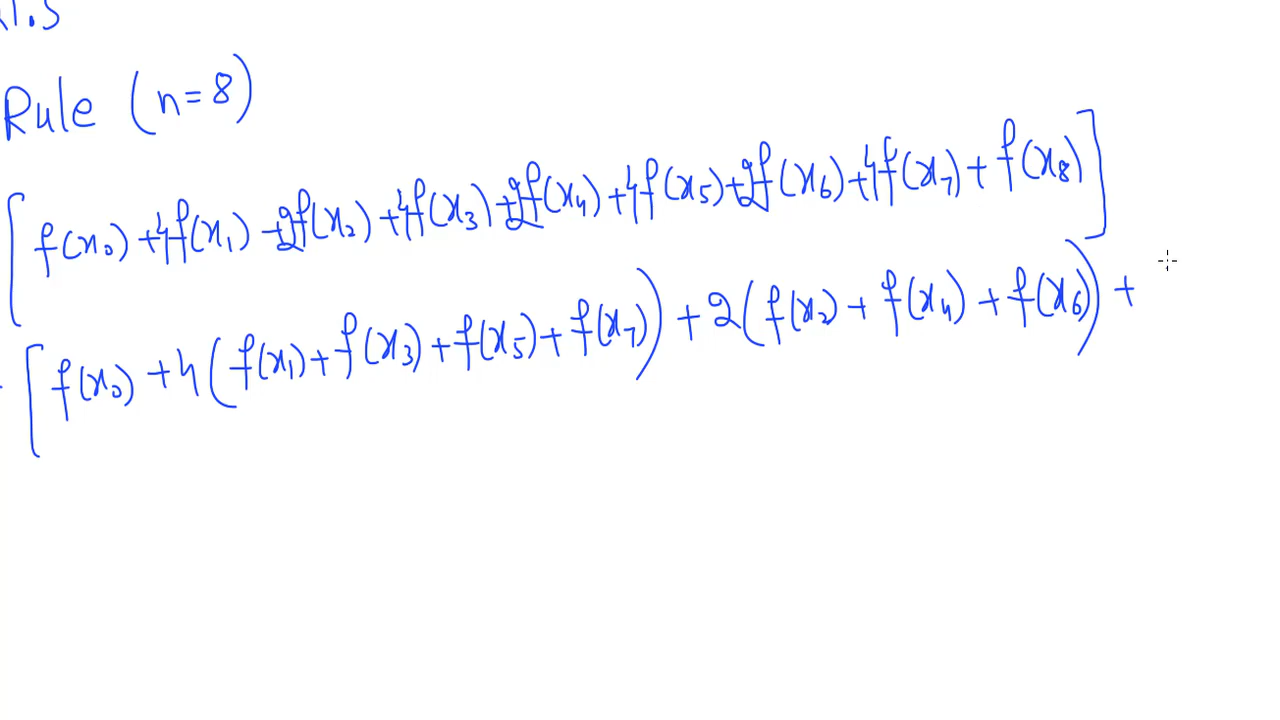 1.5
Rule (n=8)
[f(x₀) + 4f(x₁) + 2f(x₂) + 4f(x₃) + 2f(x₄) + 4f(x₅) + 2f(x₆) + 4f(x₇) + f(x₈)]
[f(x₀) + 4(f(x₁) + f(x₃) + f(x₅) + f(x₇)) + 2(f(x₂) + f(x₄) + f(x₆)) +